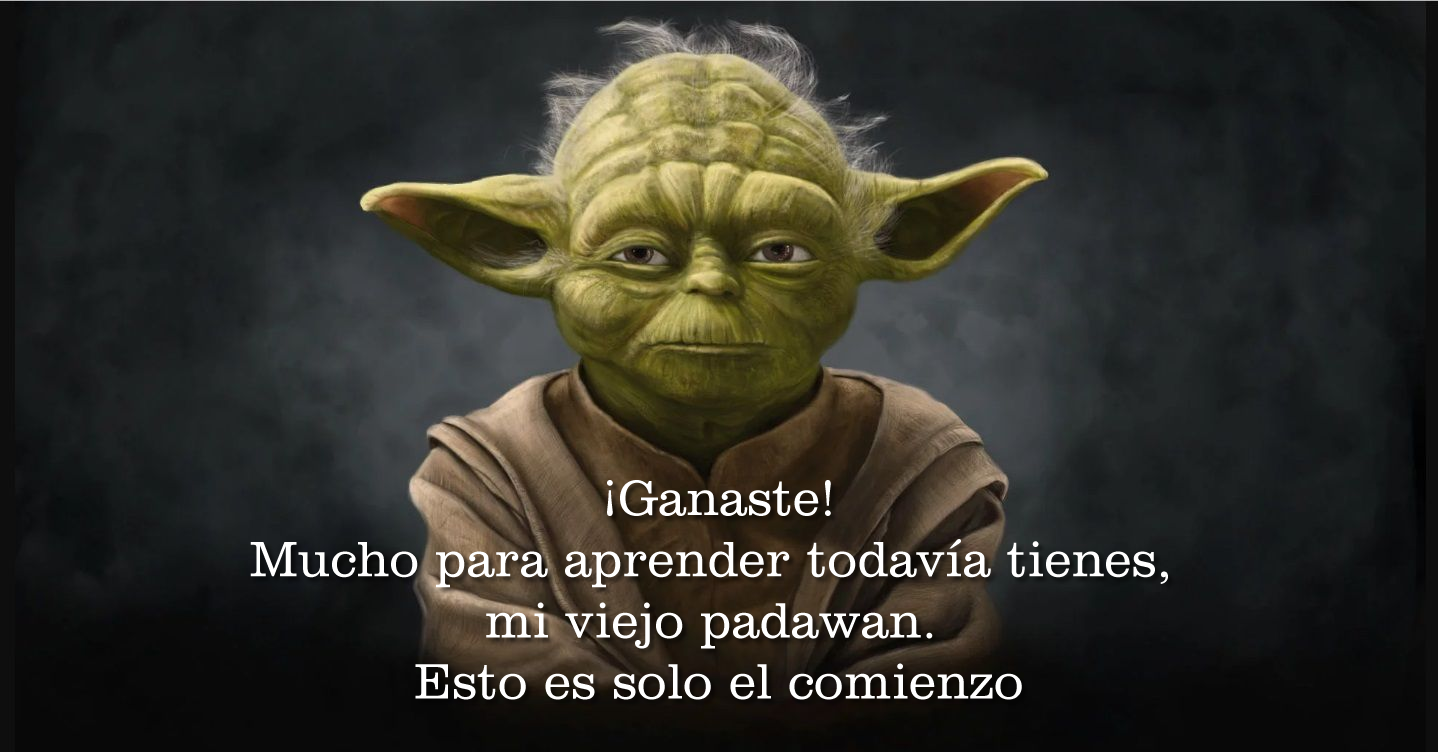 ¡Ganaste!
Mucho para aprender todavía tienes,
mi viejo padawan.
Esto es solo el comienzo